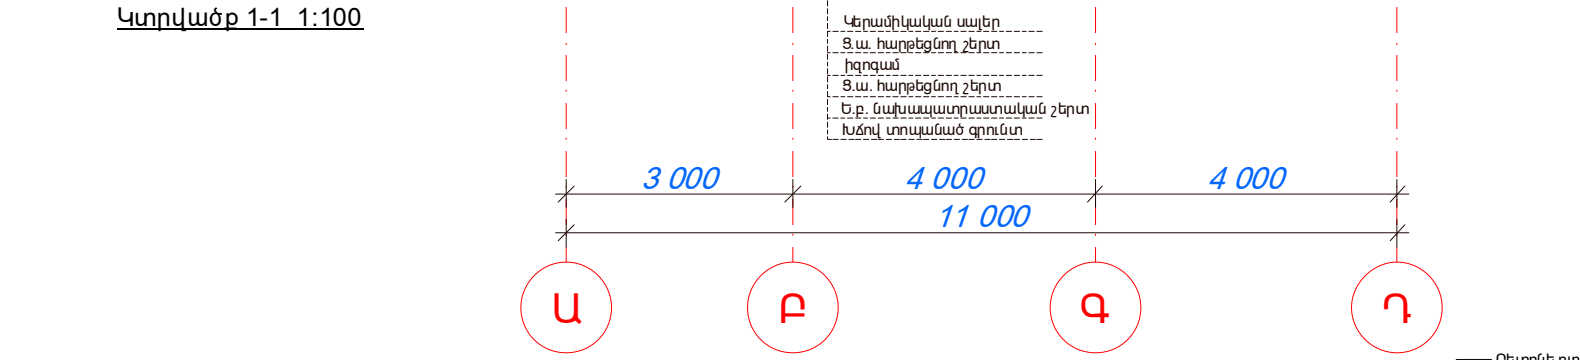 Կտրվածք 1-1 1:100
Կերամիկական սալեր
Ց.ա. հարթեցնող շերտ
իզոգամ
Ց.ա. հարթեցնող շերտ
Ե.բ. նախապատրաստական շերտ
Խճով տոպանած գրունտ
3 000 4 000 4 000
11 000
Ա Բ Գ Դ